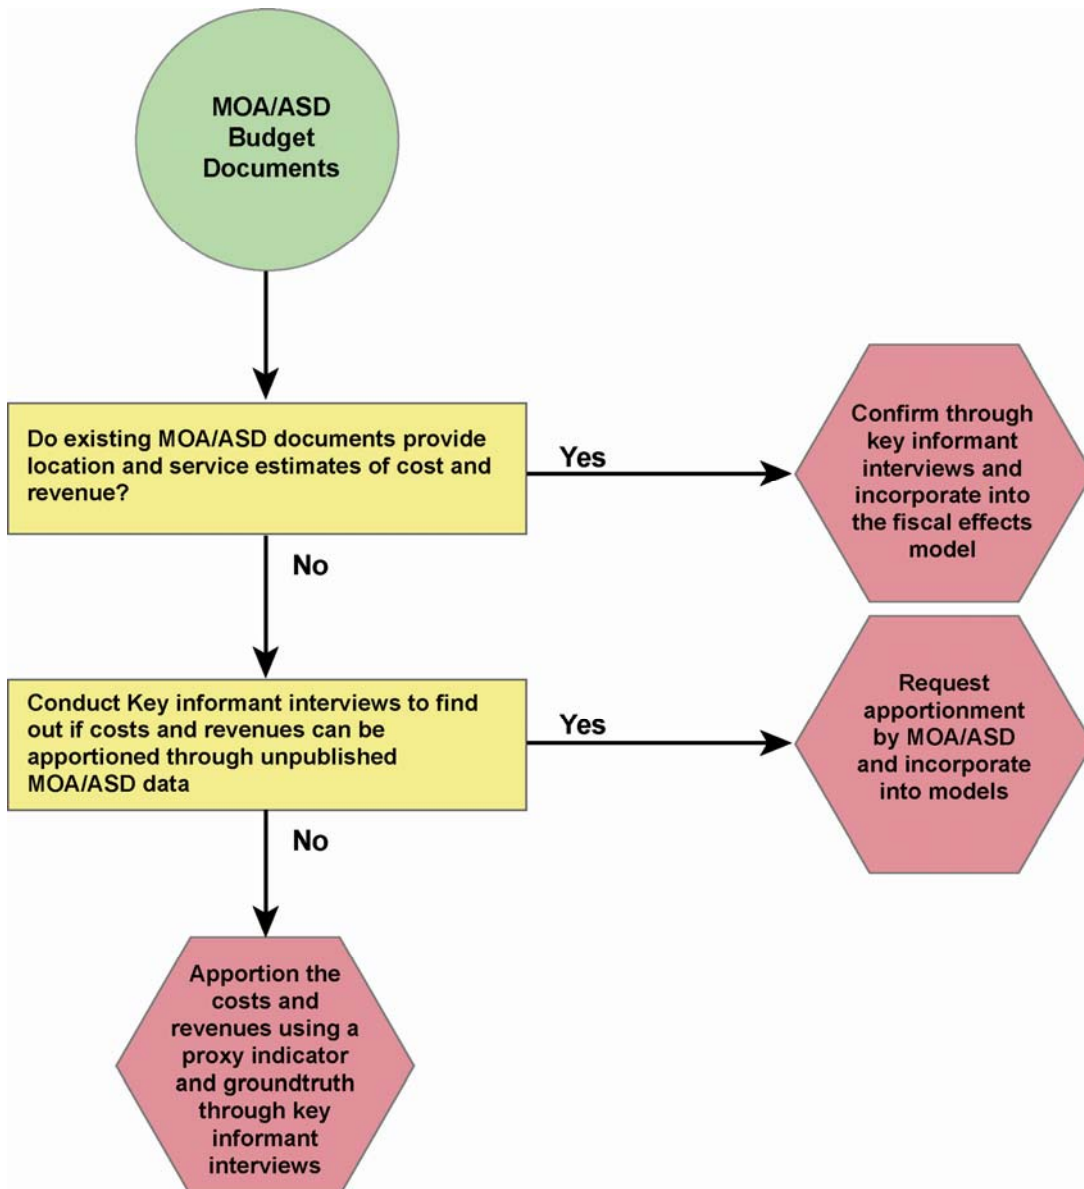 MOA/ASD
Budget
Documents
Do existing MOA/ASD documents provide
location and service estimates of cost and
revenue?
Yes
Confirm through
key informant
interviews and
incorporate into
the fiscal effects
model
No
Conduct Key informant interviews to find
out if costs and revenues can be
apportioned through unpublished
MOA/ASD data
Yes
Request
apportionment
by MOA/ASD
and incorporate
into models
No
Apportion the
costs and
revenues using a
proxy indicator
and groundtruth
through key
informant
interviews